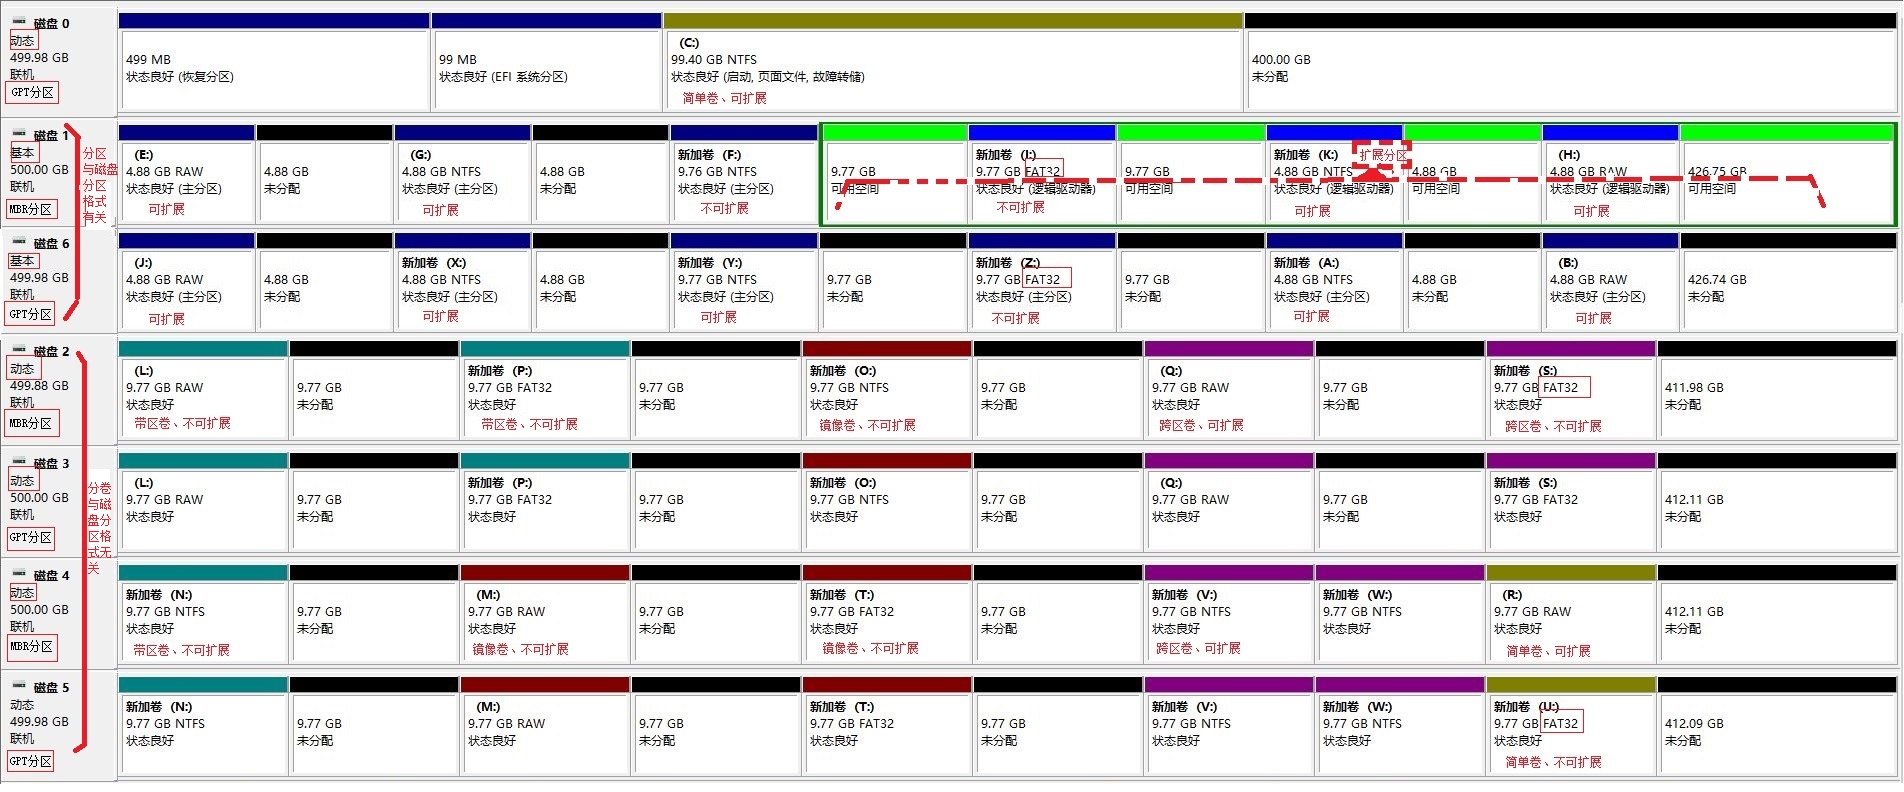 磁盘 0
动态
499.98 GB
联机
GPT分区
499 MB
状态良好 (恢复分区)
99 MB
状态良好 (EFI 系统分区)
(C:)
99.40 GB NTFS
状态良好 (启动, 页面文件, 故障转储)
简单卷、可扩展
400.00 GB
未分配
磁盘 1
基本
500.00 GB
联机
MBR分区
分区
与磁盘
分区
格式
有关
(E:)
4.88 GB RAW
状态良好 (主分区)
可扩展
4.88 GB
未分配
(G:)
4.88 GB NTFS
状态良好 (主分区)
可扩展
4.88 GB
未分配
新加卷 (F:)
9.76 GB NTFS
状态良好 (主分区)
不可扩展
9.77 GB
可用空间
新加卷 (I:)
9.77 GB FAT32
状态良好 (逻辑驱动器)
不可扩展
9.77 GB
可用空间
新加卷 (K:)
4.88 GB NTFS
状态良好 (逻辑驱动器)
可扩展
扩展分区
4.88 GB
可用空间
(H:)
4.88 GB RAW
状态良好 (逻辑驱动器)
可扩展
426.75 GB
可用空间
磁盘 6
基本
499.98 GB
联机
GPT分区
(J:)
4.88 GB RAW
状态良好 (主分区)
可扩展
4.88 GB
未分配
新加卷 (X:)
4.88 GB NTFS
状态良好 (主分区)
可扩展
4.88 GB
未分配
新加卷 (Y:)
9.77 GB NTFS
状态良好 (主分区)
可扩展
9.77 GB
未分配
新加卷 (Z:)
9.77 GB FAT32
状态良好 (主分区)
不可扩展
9.77 GB
未分配
新加卷 (A:)
4.88 GB NTFS
状态良好 (主分区)
可扩展
4.88 GB
未分配
(B:)
4.88 GB RAW
状态良好 (主分区)
可扩展
426.74 GB
未分配
磁盘 2
动态
499.88 GB
联机
MBR分区
(L:)
9.77 GB RAW
状态良好
带区卷、不可扩展
9.77 GB
未分配
新加卷 (P:)
9.77 GB FAT32
状态良好
带区卷、不可扩展
9.77 GB
未分配
新加卷 (O:)
9.77 GB NTFS
状态良好
镜像卷、不可扩展
9.77 GB
未分配
(Q:)
9.77 GB RAW
状态良好
跨区卷、可扩展
9.77 GB
未分配
新加卷 (S:)
9.77 GB FAT32
状态良好
跨区卷、不可扩展
411.98 GB
未分配
磁盘 3
动态
500.00 GB
联机
GPT分区
分卷
与磁
盘分
区格
式无
关
(L:)
9.77 GB RAW
状态良好
9.77 GB
未分配
新加卷 (P:)
9.77 GB FAT32
状态良好
9.77 GB
未分配
新加卷 (O:)
9.77 GB NTFS
状态良好
9.77 GB
未分配
(Q:)
9.77 GB RAW
状态良好
9.77 GB
未分配
新加卷 (S:)
9.77 GB FAT32
状态良好
412.11 GB
未分配
磁盘 4
动态
500.00 GB
联机
MBR分区
新加卷 (N:)
9.77 GB NTFS
状态良好
带区卷、不可扩展
9.77 GB
未分配
(M:)
9.77 GB RAW
状态良好
镜像卷、不可扩展
9.77 GB
未分配
新加卷 (T:)
9.77 GB FAT32
状态良好
镜像卷、不可扩展
9.77 GB
未分配
新加卷 (V:)
9.77 GB NTFS
状态良好
跨区卷、可扩展
新加卷 (W:)
9.77 GB NTFS
状态良好
(R:)
9.77 GB RAW
状态良好
简单卷、可扩展
412.11 GB
未分配
磁盘 5
动态
499.98 GB
联机
GPT分区
新加卷 (N:)
9.77 GB NTFS
状态良好
9.77 GB
未分配
(M:)
9.77 GB RAW
状态良好
9.77 GB
未分配
新加卷 (T:)
9.77 GB FAT32
状态良好
9.77 GB
未分配
新加卷 (V:)
9.77 GB NTFS
状态良好
新加卷 (W:)
9.77 GB NTFS
状态良好
新加卷 (U:)
9.77 GB FAT32
状态良好
简单卷、不可扩展
412.09 GB
未分配